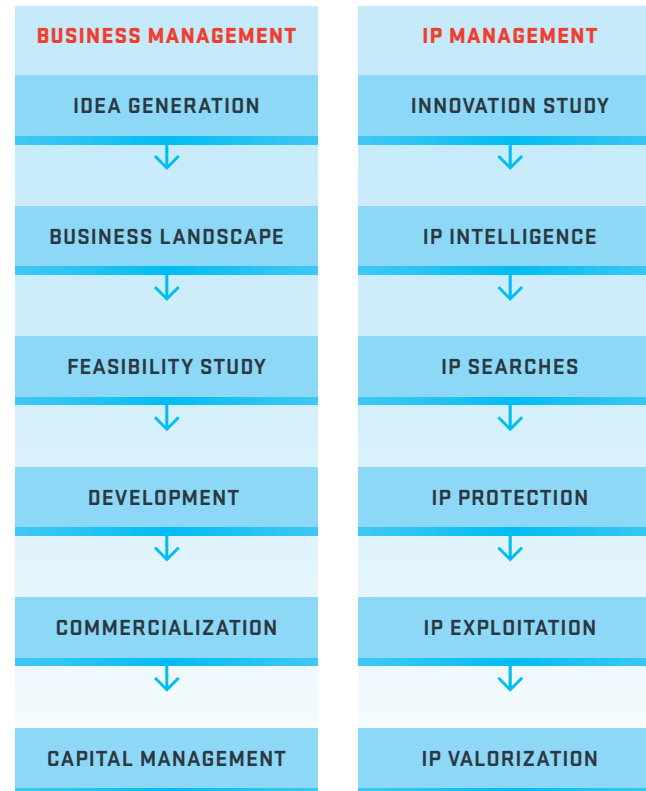 BUSINESS MANAGEMENT
IDEA GENERATION
BUSINESS LANDSCAPE
FEASIBILITY STUDY
DEVELOPMENT
COMMERCIALIZATION
CAPITAL MANAGEMENT
IP MANAGEMENT
INNOVATION STUDY
IP INTELLIGENCE
IP SEARCHES
IP PROTECTION
IP EXPLOITATION
IP VALORIZATION